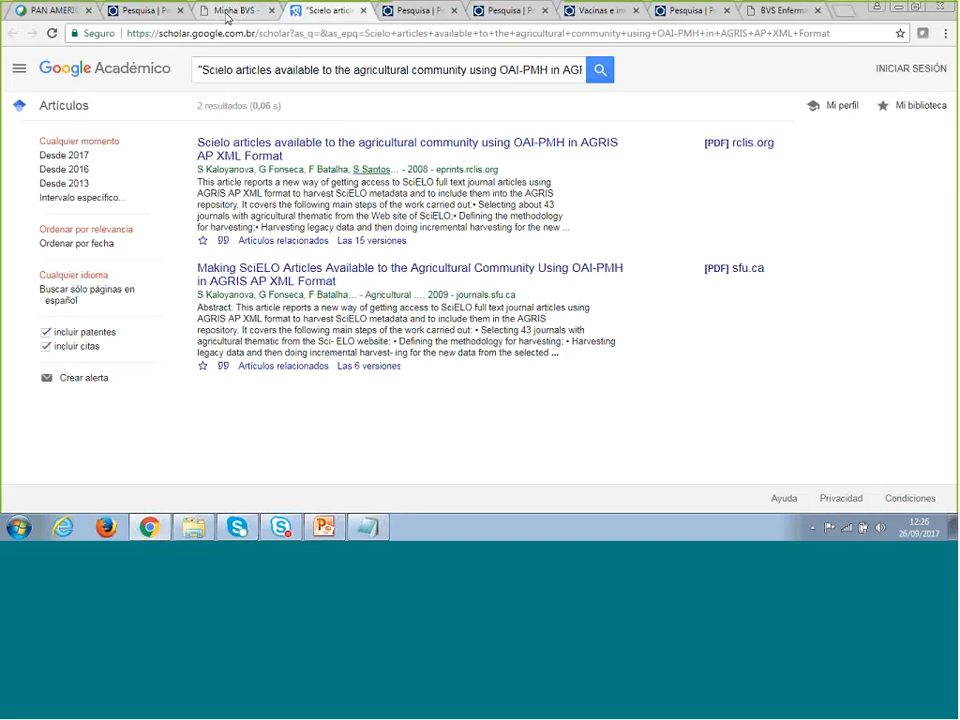 PAN AMERI
Pesquisa | P
Minha BVS -
"Scielo artic
Pesquisa | P
Pesquisa | P
Vacinas e im
Pesquisa | P
BVS Enferme
Seguro
https://scholar.google.com.br/scholar?as_q=&as_epq=Scielo+articles+available+to+the+agricultural+community+using+OAI-PMH+in+AGRIS+AP+XML+Format
Google Académico
"Scielo articles available to the agricultural community using OAI-PMH in AGF
INICIAR SESIÓN
Artículos
2 resultados (0,06 s)
Mi perfil
Mi biblioteca
Cualquier momento
Desde 2017
Desde 2016
Desde 2013
Intervalo específico...
Ordenar por relevancia
Ordenar por fecha
Cualquier idioma
Buscar sólo páginas en
español
incluir patentes
incluir citas
Crear alerta
Scielo articles available to the agricultural community using OAI-PMH in AGRIS
AP XML Format
S Kaloyanova, G Fonseca, F Batalha, S Santos... - 2008 - eprints.rclis.org
This article reports a new way of getting access to SciELO full text journal articles using
AGRIS AP XML format to harvest SciELO metadata and to include them into the AGRIS
repository. It covers the following main steps of the work carried out:• Selecting about 43
journals with agricultural thematic from the Web site of SciELO;• Defining the methodology
for harvesting;• Harvesting legacy data and then doing incremental harvesting for the new ...
Artículos relacionados Las 15 versiones
[PDF] rclis.org
Making SciELO Articles Available to the Agricultural Community Using OAI-PMH
in AGRIS AP XML Format
S Kaloyanova, G Fonseca, F Batalha... - Agricultural ..., 2009 - journals.sfu.ca
Abstract: This article reports a new way of getting access to SciELO full text journal articles using
AGRIS AP XML format to harvest SciELO metadata and to include them in the AGRIS
repository. It covers the following main steps of the work carried out: • Selecting 43 journals with
agricultural thematic from the Sci- ELO website; • Defining the methodology for harvesting; • Harvesting
legacy data and then doing incremental harvest- ing for the new data from the selected ...
Artículos relacionados Las 6 versiones
[PDF] sfu.ca
Ayuda
Privacidad
Condiciones
12:26
26/09/2017